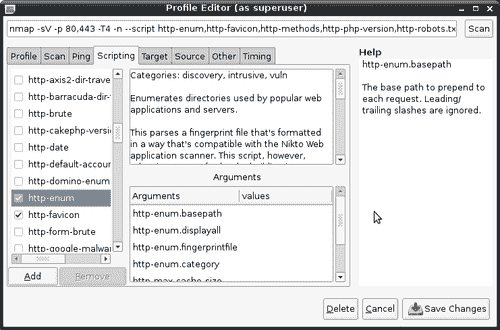 Profile Editor (as superuser)
nmap -sV -p 80,443 -T4 -n --script http-enum,http-favicon,http-methods,http-php-version,http-robots.tx
Scan
Profile Scan Ping Scripting Target Source Other Timing
http-axis2-dir-trave
http-barracuda-dir-
http-brute
http-cakephp-versi
http-date
http-default-accour
http-domino-enum
http-enum
http-favicon
http-form-brute
http-google-malwar
Add
Remove
Categories: discovery, intrusive, vuln
Enumerates directories used by popular web
applications and servers.
This parses a fingerprint file that's formatted
in a way that's compatible with the Nikto Web
application scanner. This script, however,
Arguments
Arguments values
http-enum.basepath
http-enum.displayall
http-enum.fingerprintfile
http-enum.category
http-max-cache-size
Help
http-enum.basepath
The base path to prepend to
each request. Leading/
trailing slashes are ignored.
Delete
Cancel
Save Changes